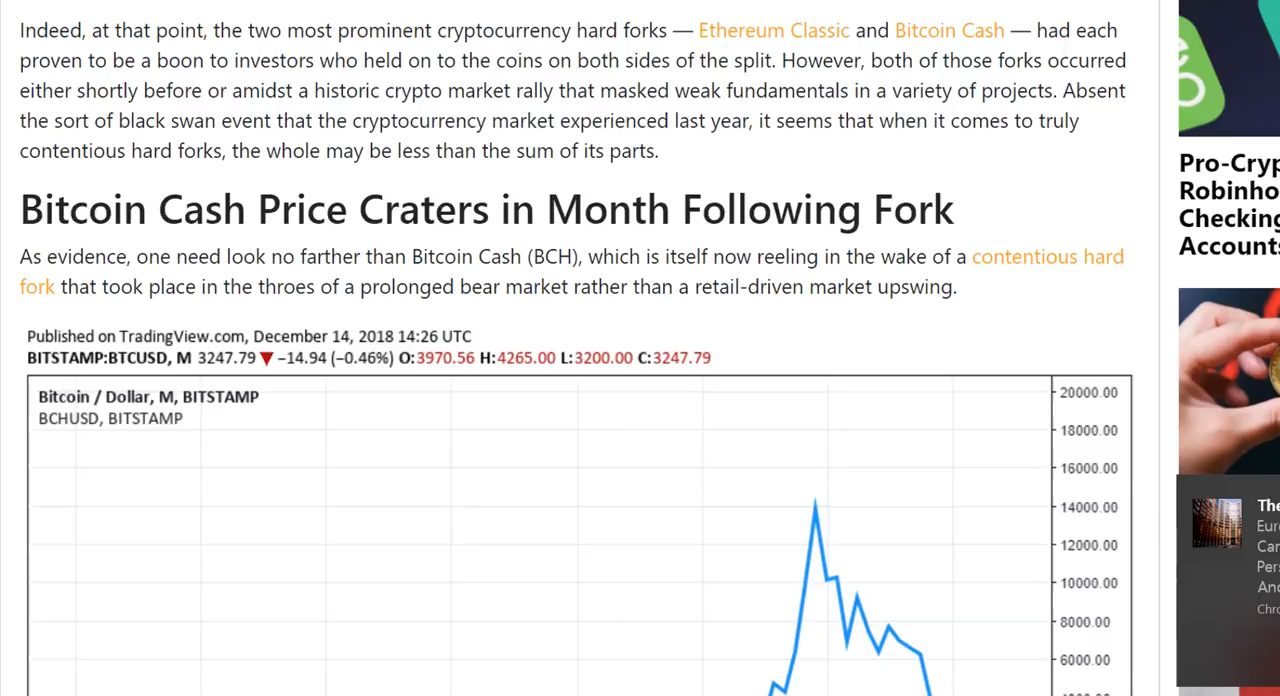 Indeed, at that point, the two most prominent cryptocurrency hard forks — Ethereum Classic and Bitcoin Cash — had each
proven to be a boon to investors who held on to the coins on both sides of the split. However, both of those forks occurred
either shortly before or amidst a historic crypto market rally that masked weak fundamentals in a variety of projects. Absent
the sort of black swan event that the cryptocurrency market experienced last year, it seems that when it comes to truly
contentious hard forks, the whole may be less than the sum of its parts.
Bitcoin Cash Price Craters in Month Following Fork
As evidence, one need look no farther than Bitcoin Cash (BCH), which is itself now reeling in the wake of a contentious hard
fork that took place in the throes of a prolonged bear market rather than a retail-driven market upswing.
Published on TradingView.com, December 14, 2018 14:26 UTC
BITSTAMP:BTCUSD, M 3247.79 ▼ −14.94 (−0.46%) O:3970.56 H:4265.00 L:3200.00 C:3247.79
Bitcoin / Dollar, M, BITSTAMP
BCHUSD, BITSTAMP
20000.00
18000.00
16000.00
14000.00
12000.00
10000.00
8000.00
6000.00
Pro-Cryp
Robinho
Checking
Accounts
The
Eur
Car
Pers
And
Chro